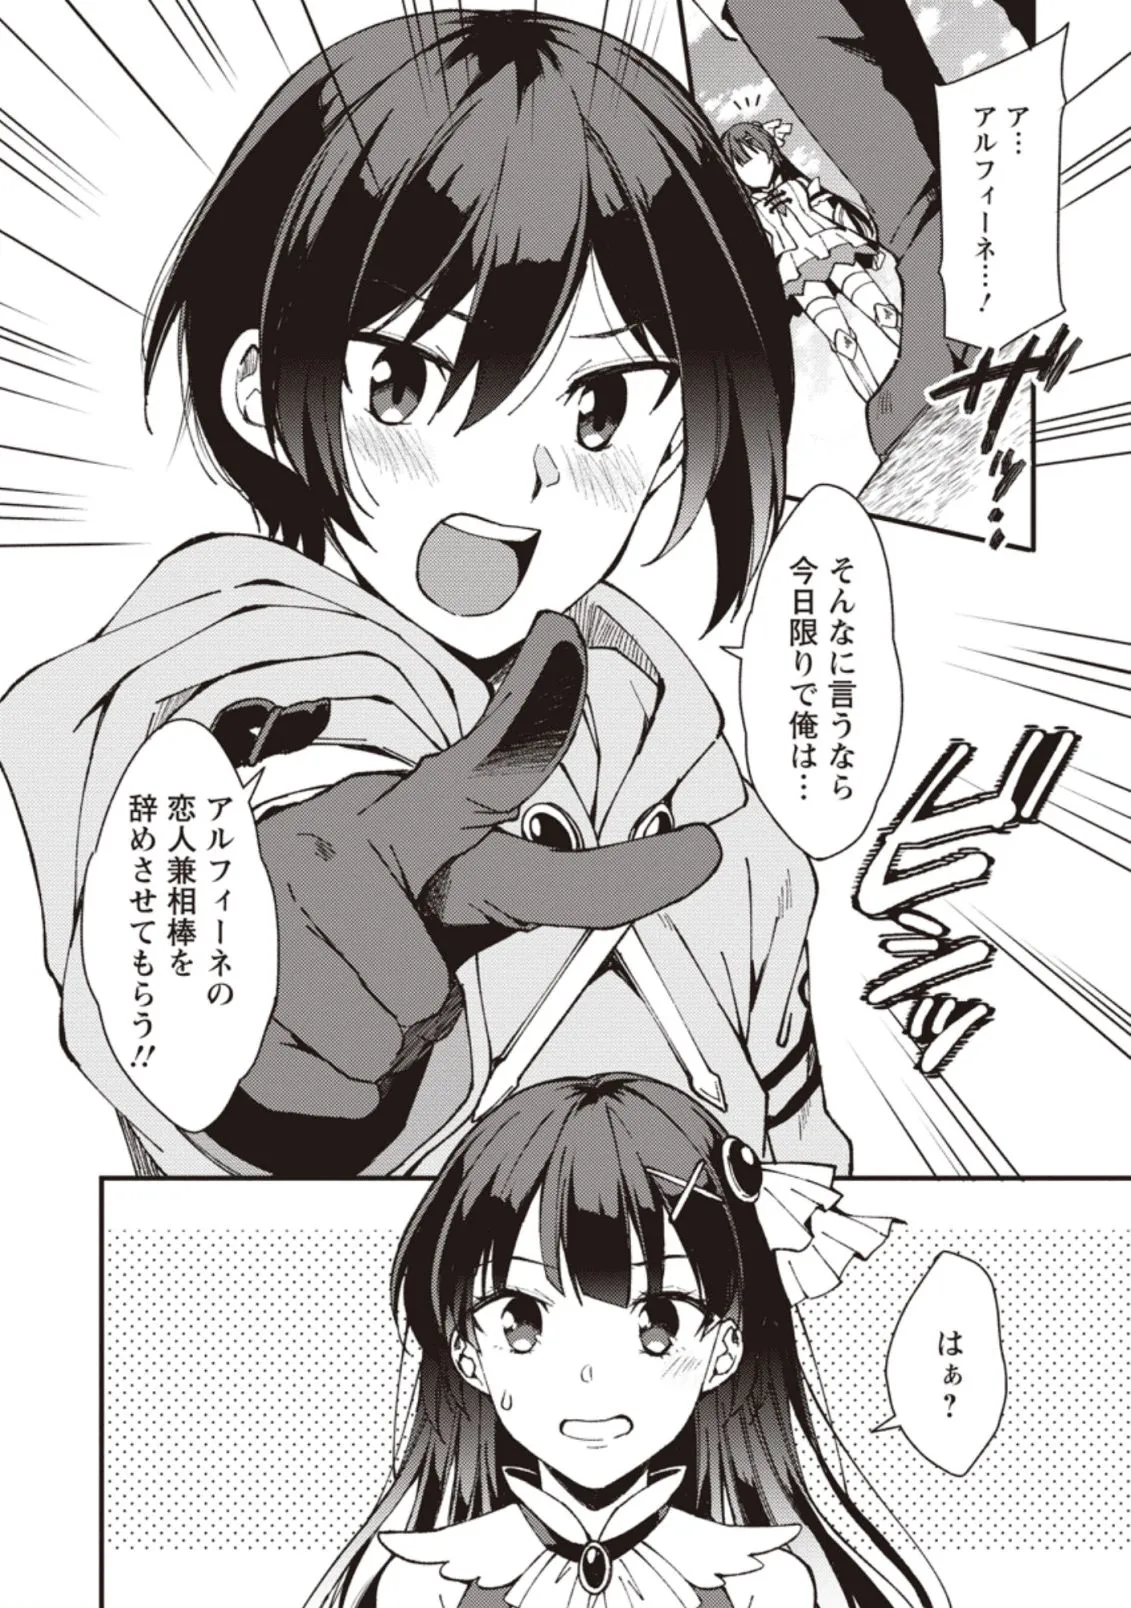 ア…
アルフィーネ…！
ザッ…！
そんなに言うなら
今日限りで俺は…
ビシッ
アルフィーネの
恋人兼相棒を
辞めさせてもらう!!
はぁ？